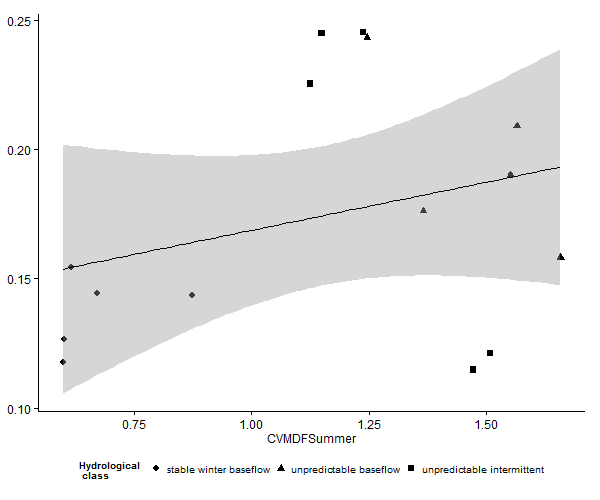 0.25
0.20
0.15
0.10
0.75 1.00 1.25 1.50
CVMDFSummer
Hydrological class stable winter baseflow unpredictable baseflow unpredictable intermittent